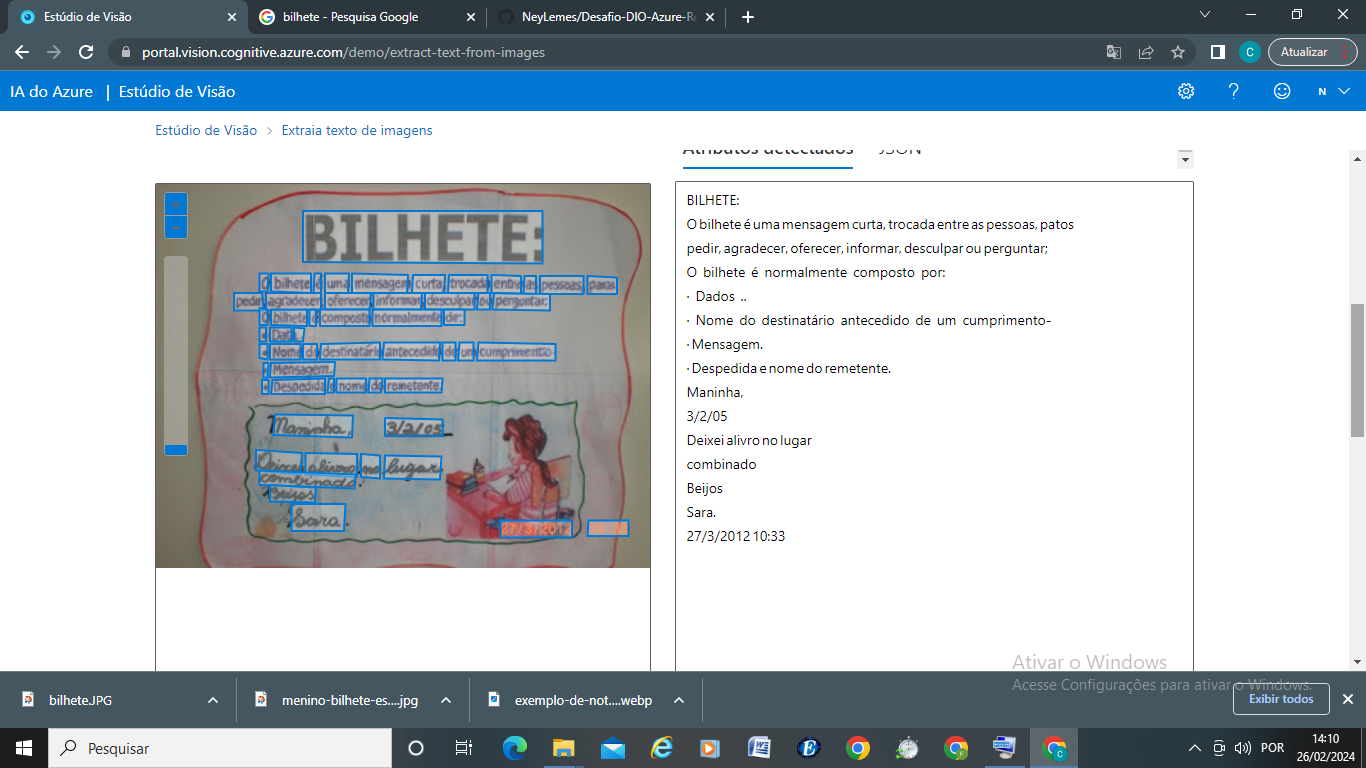 Estúdio de Visão
bilhete - Pesquisa Google
NeyLemes/Desafio-DIO-Azure-Re
portal.vision.cognitive.azure.com/demo/extract-text-from-images
C
Atualizar
IA do Azure | Estúdio de Visão
N
Estúdio de Visão > Extraia texto de imagens
Atributos detectados JSON
BILHETE:
O bilhete é uma mensagem curta, trocada entre as pessoas, para
pedir, agradecer, oferecer, informar, desculpar ou perguntar;
O bilhete é composto normalmente de:
• Data.
• Nome do destinatário antecedido de um cumprimento
• Mensagem.
• Despedida e nome do remetente.
Maninha, 3/2/05
Deixei o livro no lugar
combinado.
Beijos
Sara.
27/3/2012
BILHETE:
O bilhete é uma mensagem curta, trocada entre as pessoas, patos
pedir, agradecer, oferecer, informar, desculpar ou perguntar;
O bilhete é normalmente composto por:
· Dados ..
· Nome do destinatário antecedido de um cumprimento-
· Mensagem.
· Despedida e nome do remetente.
Maninha,
3/2/05
Deixei alivro no lugar
combinado
Beijos
Sara.
27/3/2012 10:33
Ativar o Windows
Acesse Configurações para ativar o Windows.
bilhete.JPG
menino-bilhete-es....jpg
exemplo-de-not....webp
Exibir todos
Pesquisar
POR
14:10
26/02/2024